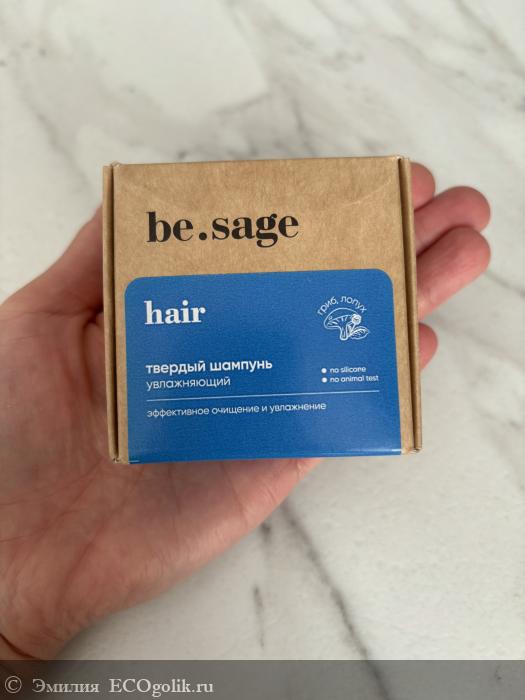 be.sage
hair
гриб, лопух
твердый шампунь
увлажняющий
no silicone
no animal test
эффективное очищение и увлажнение
© Эмилия ECOgolik.ru